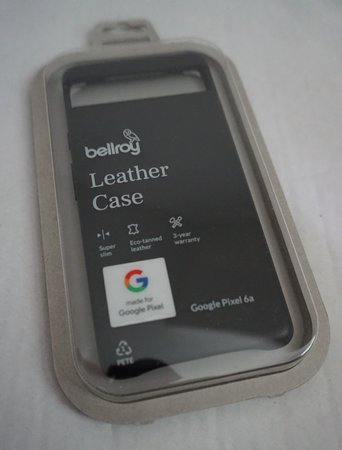 bellroy
Leather
Case
Super
slim
Eco-tanned
leather
3-year
warranty
G
made for
Google Pixel
Google Pixel 6a
1
PETE